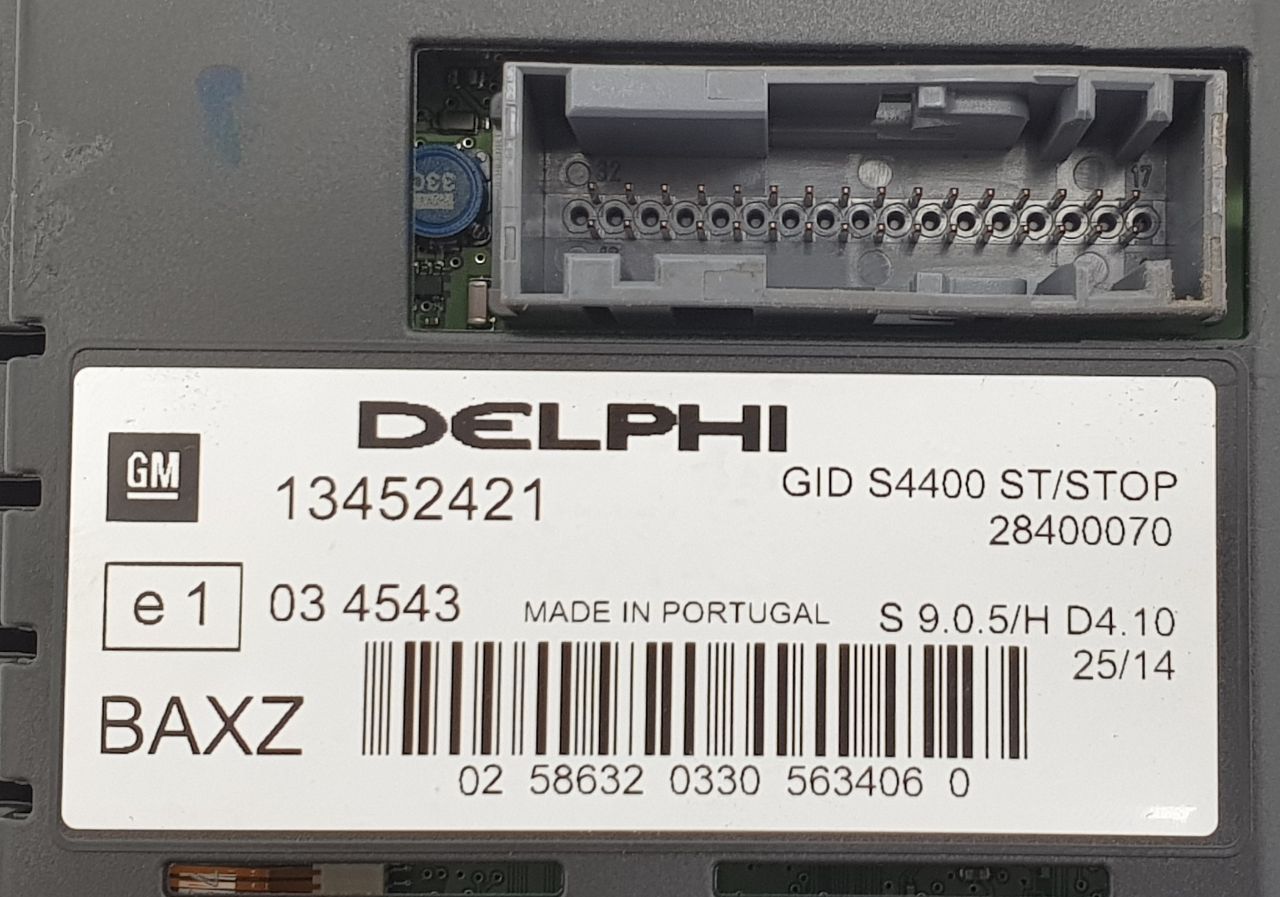 32
17
33
DELPHI
GM
13452421
GID S4400 ST/STOP
28400070
e 1
03 4543
MADE IN PORTUGAL
S 9.0.5/H D4.10
25/14
BAXZ
02 58632 0330 563406 0